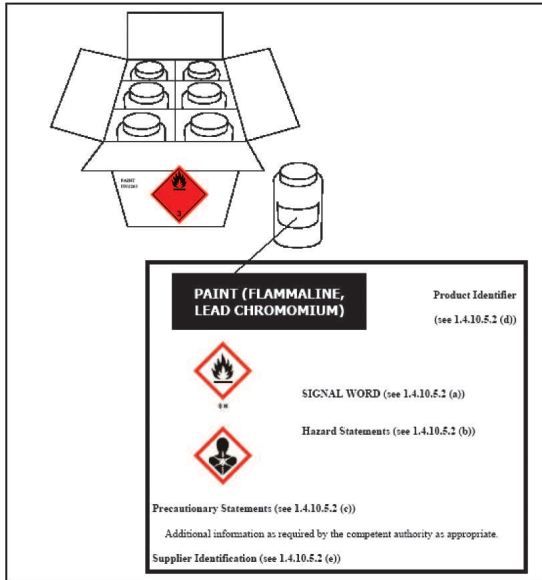 PAINT
3
PAINT (FLAMMALINE,
LEAD CHROMOMIUM)
Product Identifier
(see 1.4.10.5.2 (d))
SIGNAL WORD (see 1.4.10.5.2 (a))
Hazard Statements (see 1.4.10.5.2 (b))
Precautionary Statements (see 1.4.10.5.2 (c))
Additional information as required by the competent authority as appropriate.
Supplier Identification (see 1.4.10.5.2 (e))